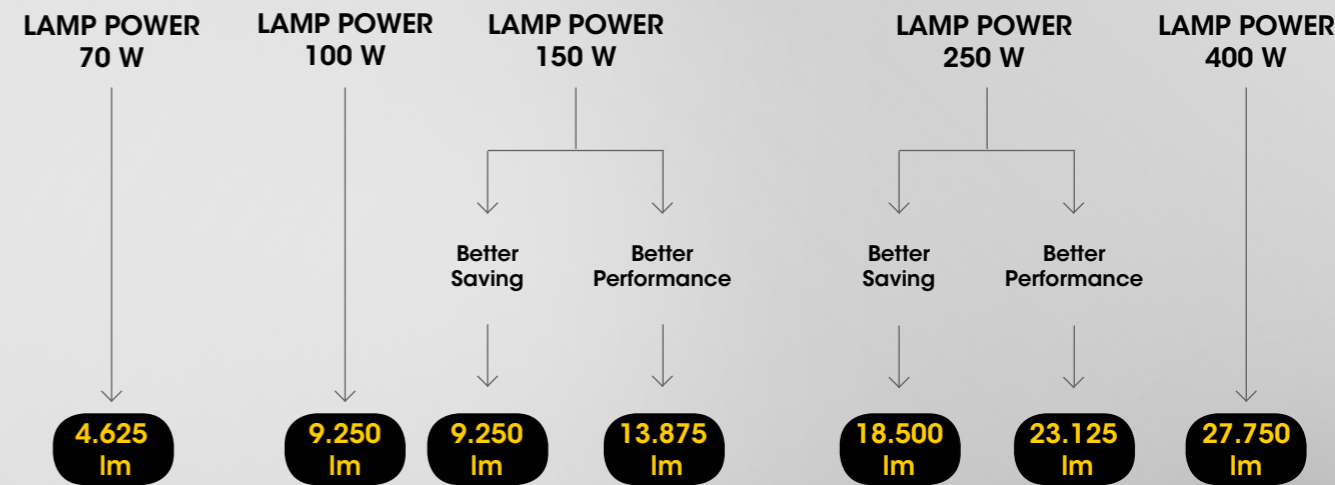 LAMP POWER
70 W
LAMP POWER
100 W
LAMP POWER
150 W
LAMP POWER
250 W
LAMP POWER
400 W
Better
Saving
Better
Performance
Better
Saving
Better
Performance
4.625
lm
9.250
lm
9.250
lm
13.875
lm
18.500
lm
23.125
lm
27.750
lm